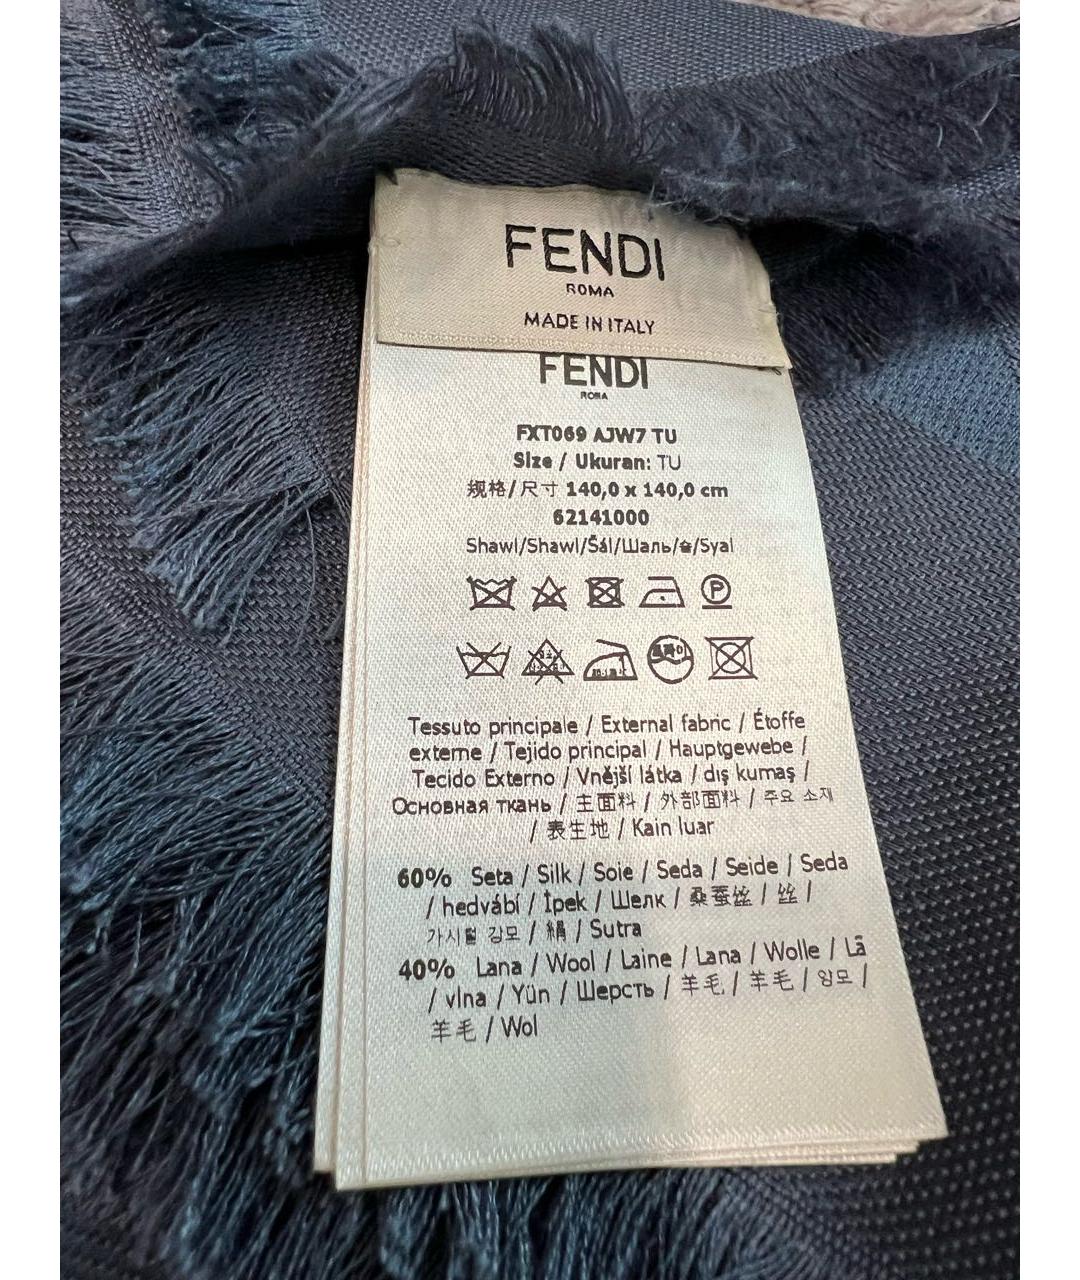 FENDI
ROMA
MADE IN ITALY
FENDI
ROMA
FXT069 AJW7 TU
Size / Ukuran: TU
规格/尺寸 140,0 x 140,0 cm
62141000
Shawl/Shawl/Šál/Шаль/숄/Syal
P
Tessuto principale / External fabric / Étoffe
externe / Tejido principal / Hauptgewebe /
Tecido Externo / Vnější látka / dış kumaş /
Основная ткань / 主面料 / 外部面料 / 주요 소재
/ 表生地 / Kain luar
60% Seta / Silk / Soie / Seda / Seide / Seda
/ hedvábí / İpek / Шелк / 桑蚕丝 / 丝 /
강모 / 絹 / Sutra
40% Lana / Wool / Laine / Lana / Wolle / Lã
/ vlna / Yün / Шерсть / 羊毛 / 羊毛 / 양모 /
羊毛 / Wol